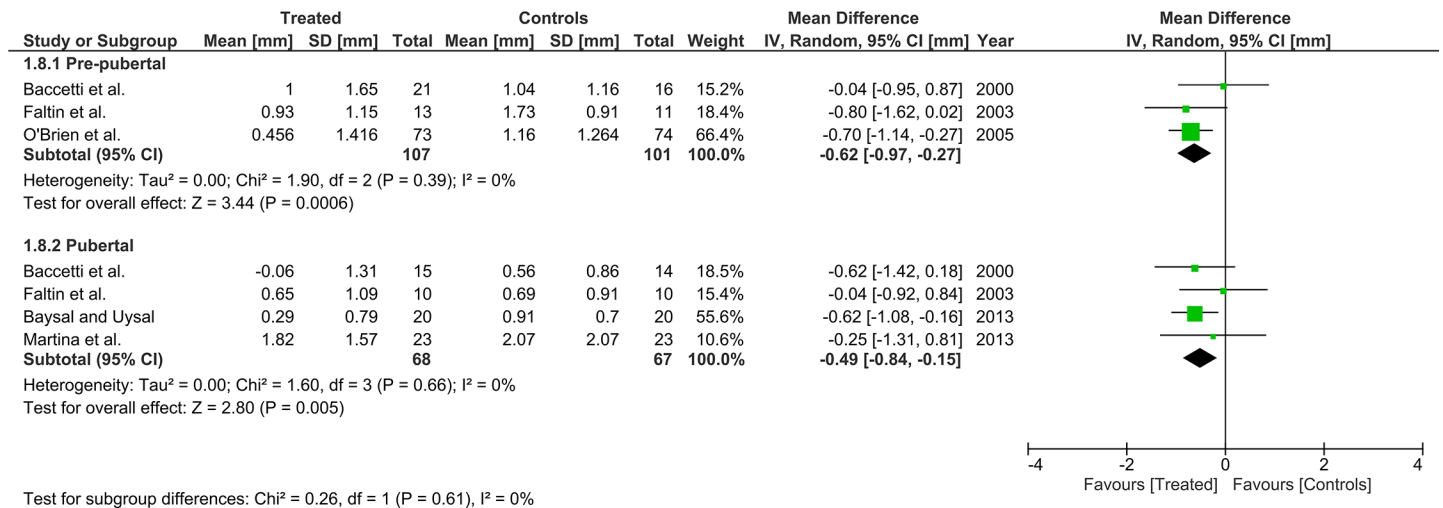 Treated Controls Mean Difference Mean Difference
Study or Subgroup Mean [mm] SD [mm] Total Mean [mm] SD [mm] Total Weight IV, Random, 95% CI [mm] Year IV, Random, 95% CI [mm]
1.8.1 Pre-pubertal
Baccetti et al. 1 1.65 21 1.04 1.16 16 15.2% -0.04 [-0.95, 0.87] 2000
Faltin et al. 0.93 1.15 13 1.73 0.91 11 18.4% -0.80 [-1.62, 0.02] 2003
O'Brien et al. 0.456 1.416 73 1.16 1.264 74 66.4% -0.70 [-1.14, -0.27] 2005
Subtotal (95% CI) 107 101 100.0% -0.62 [-0.97, -0.27]
Heterogeneity: Tau² = 0.00; Chi² = 1.90, df = 2 (P = 0.39); I² = 0%
Test for overall effect: Z = 3.44 (P = 0.0006)
1.8.2 Pubertal
Baccetti et al. -0.06 1.31 15 0.56 0.86 14 18.5% -0.62 [-1.42, 0.18] 2000
Faltin et al. 0.65 1.09 10 0.69 0.91 10 15.4% -0.04 [-0.92, 0.84] 2003
Baysal and Uysal 0.29 0.79 20 0.91 0.7 20 55.6% -0.62 [-1.08, -0.16] 2013
Martina et al. 1.82 1.57 23 2.07 2.07 23 10.6% -0.25 [-1.31, 0.81] 2013
Subtotal (95% CI) 68 67 100.0% -0.49 [-0.84, -0.15]
Heterogeneity: Tau² = 0.00; Chi² = 1.60, df = 3 (P = 0.66); I² = 0%
Test for overall effect: Z = 2.80 (P = 0.005)
-4 -2 0 2 4
Favours [Treated] Favours [Controls]
Test for subgroup differences: Chi² = 0.26, df = 1 (P = 0.61), I² = 0%